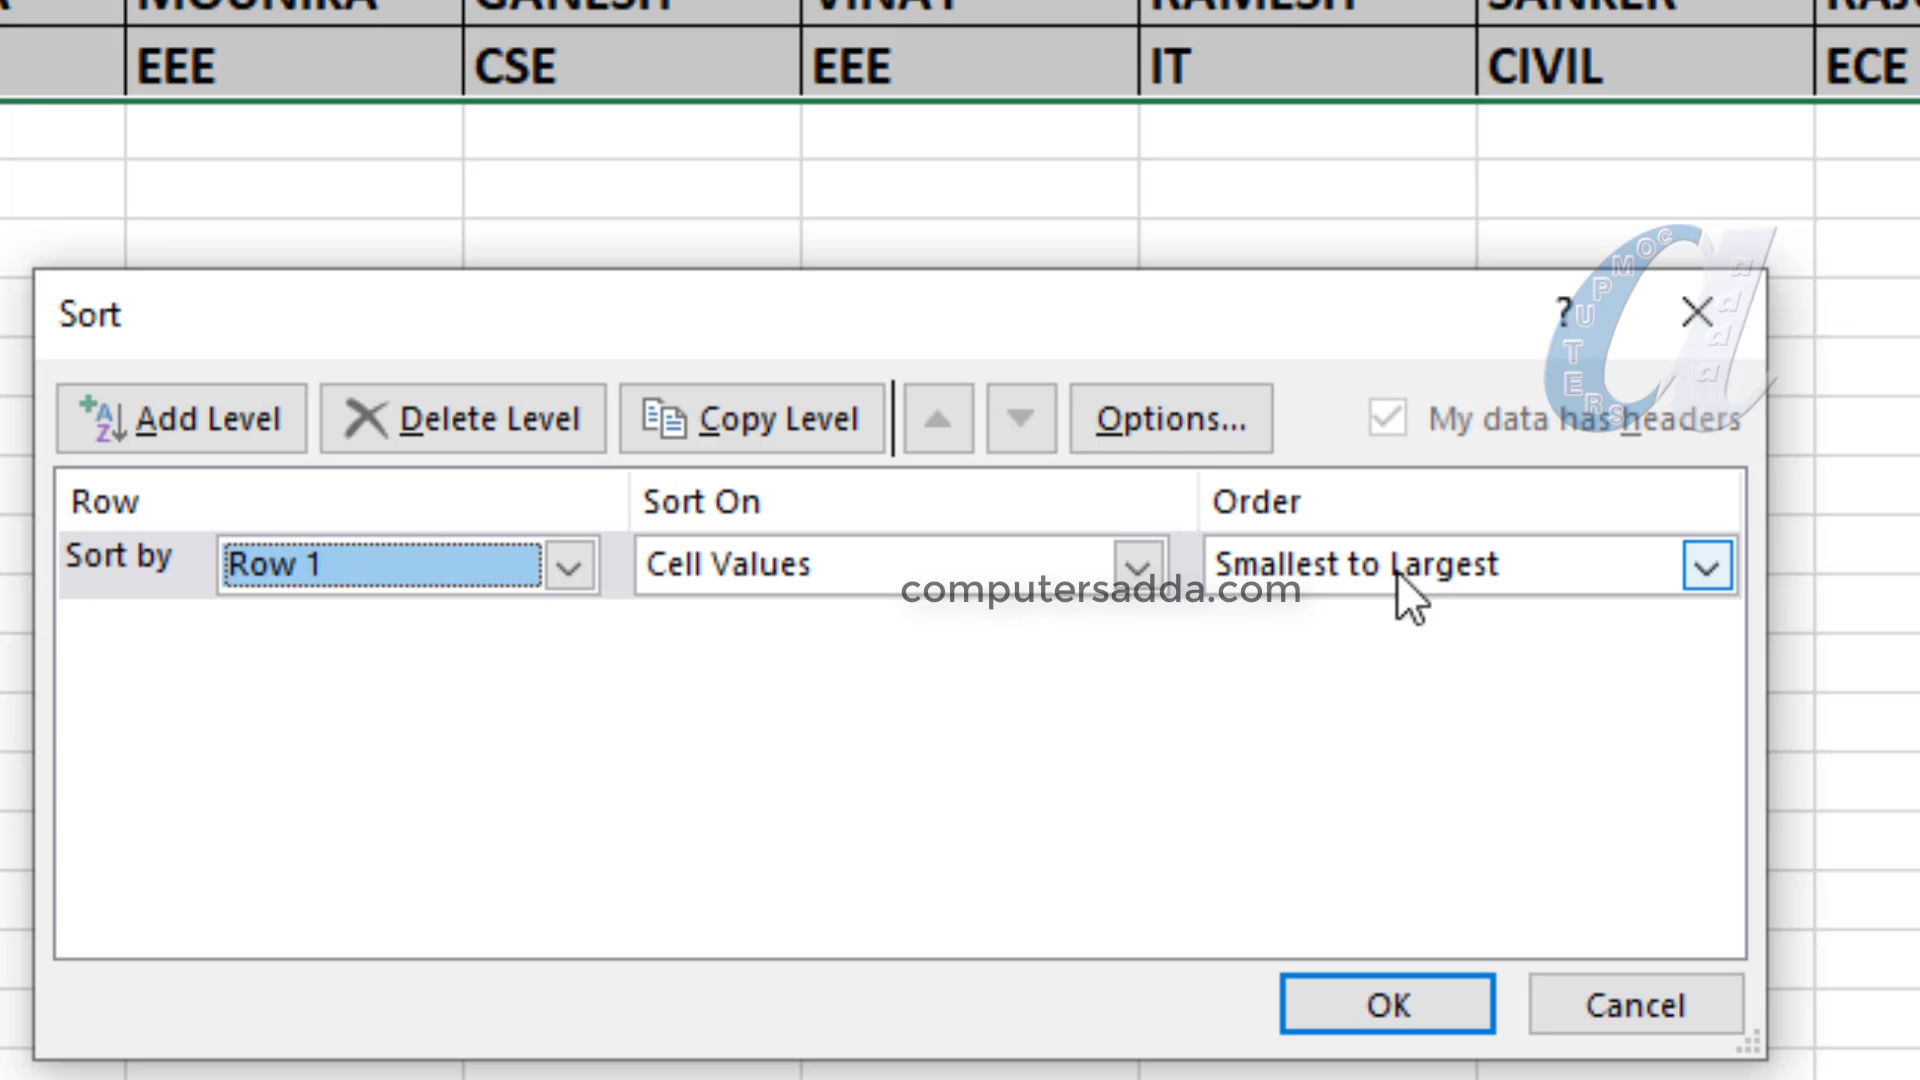 MOUNIKA GANESH VINAY RAMESH SANKER
EEE CSE EEE IT CIVIL ECE
Sort ?
COMPUTERS adda
Add Level Delete Level Copy Level Options... My data has headers
Row Sort On Order
Sort by Row 1 Cell Values Smallest to Largest
computersadda.com
OK Cancel